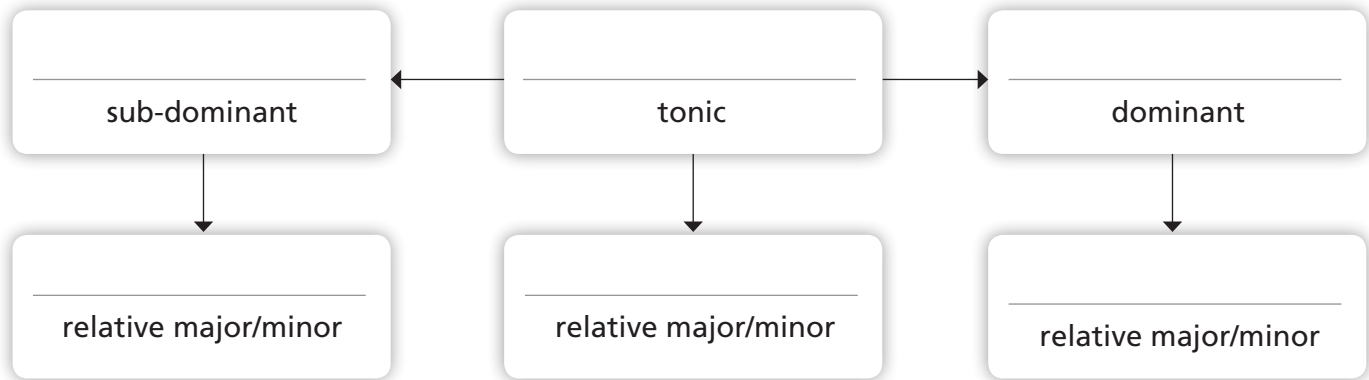 sub-dominant
tonic
dominant
relative major/minor
relative major/minor
relative major/minor